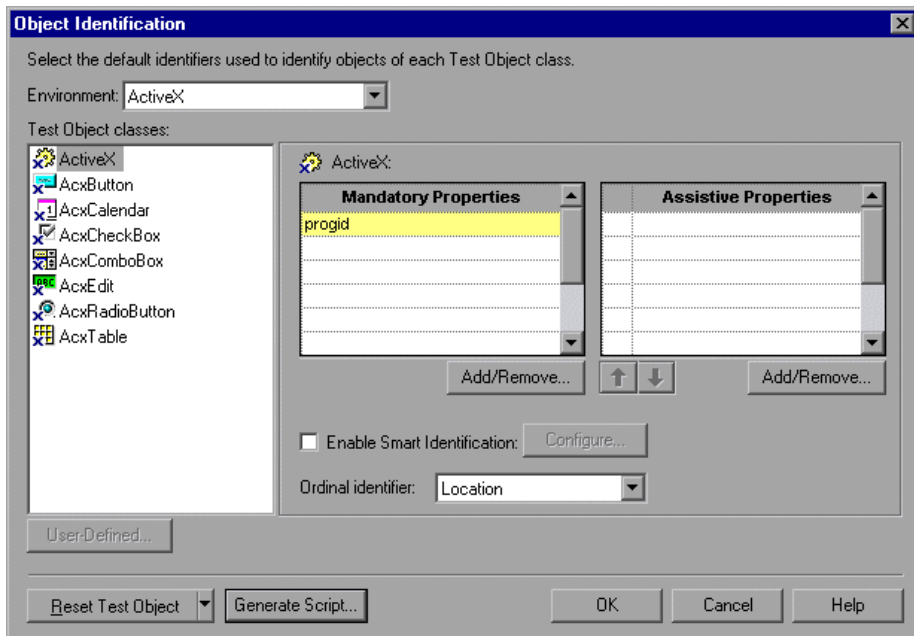 Object Identification
Select the default identifiers used to identify objects of each Test Object class.
Environment: ActiveX
Test Object classes:
ActiveX
AcxButton
AcxCalendar
AcxCheckBox
AcxComboBox
AcxEdit
AcxRadioButton
AcxTable
ActiveX:
Mandatory Properties
progid
Add/Remove...
Assistive Properties
Add/Remove...
Enable Smart Identification: Configure...
Ordinal identifier: Location
User-Defined...
Reset Test Object Generate Script... OK Cancel Help